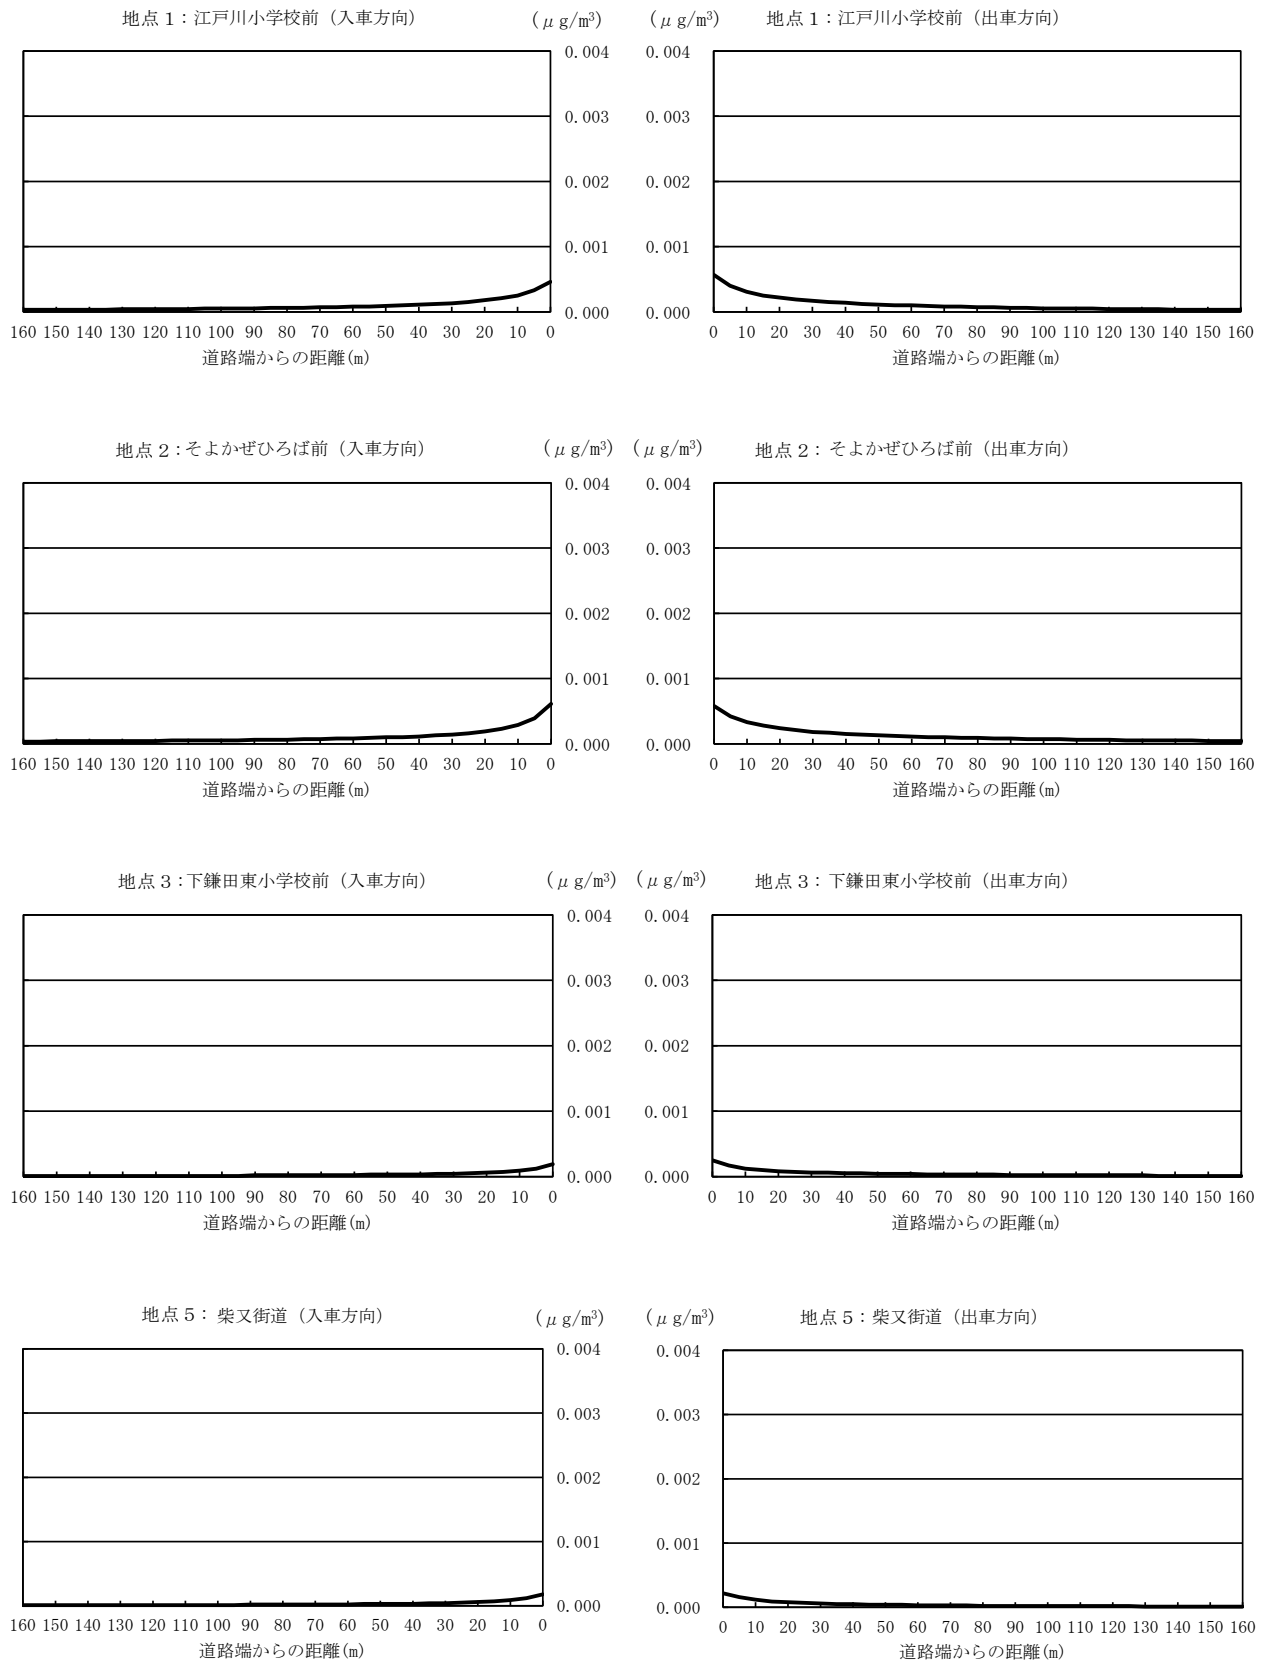 地点１：江戸川小学校前（入車方向）
(μg/m³)
0.004
0.003
0.002
0.001
0.000
160 150 140 130 120 110 100 90 80 70 60 50 40 30 20 10 0
道路端からの距離(m)
(μg/m³)
地点１：江戸川小学校前（出車方向）
0.004
0.003
0.002
0.001
0.000
0 10 20 30 40 50 60 70 80 90 100 110 120 130 140 150 160
道路端からの距離(m)
地点２：そよかぜひろば前（入車方向）
(μg/m³)
0.004
0.003
0.002
0.001
0.000
160 150 140 130 120 110 100 90 80 70 60 50 40 30 20 10 0
道路端からの距離(m)
(μg/m³)
地点２：そよかぜひろば前（出車方向）
0.004
0.003
0.002
0.001
0.000
0 10 20 30 40 50 60 70 80 90 100 110 120 130 140 150 160
道路端からの距離(m)
地点３：下鎌田東小学校前（入車方向）
(μg/m³)
0.004
0.003
0.002
0.001
0.000
160 150 140 130 120 110 100 90 80 70 60 50 40 30 20 10 0
道路端からの距離(m)
(μg/m³)
地点３：下鎌田東小学校前（出車方向）
0.004
0.003
0.002
0.001
0.000
0 10 20 30 40 50 60 70 80 90 100 110 120 130 140 150 160
道路端からの距離(m)
地点５：柴又街道（入車方向）
(μg/m³)
0.004
0.003
0.002
0.001
0.000
160 150 140 130 120 110 100 90 80 70 60 50 40 30 20 10 0
道路端からの距離(m)
(μg/m³)
地点５：柴又街道（出車方向）
0.004
0.003
0.002
0.001
0.000
0 10 20 30 40 50 60 70 80 90 100 110 120 130 140 150 160
道路端からの距離(m)